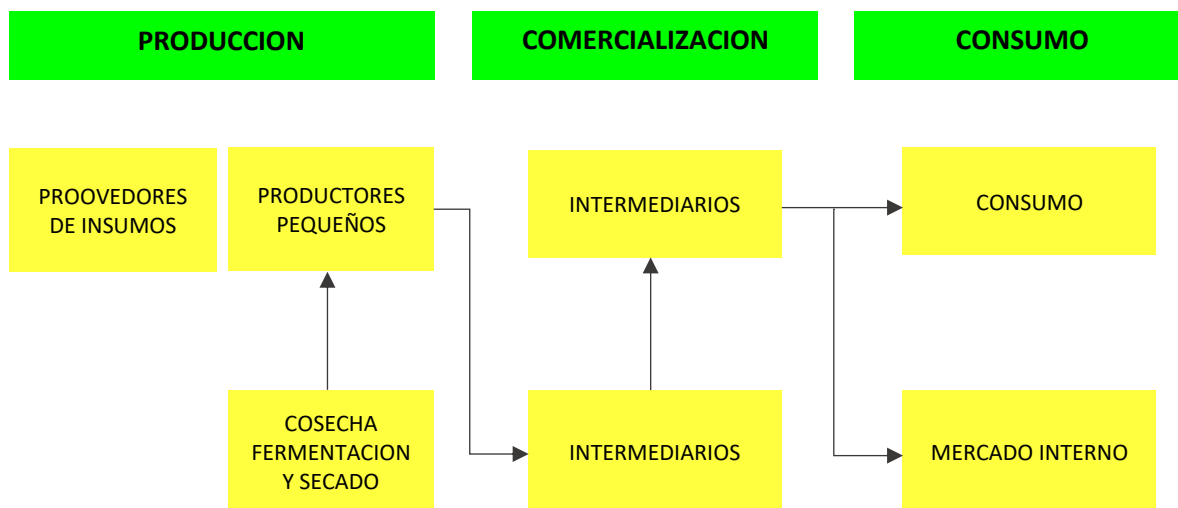 PRODUCCION
COMERCIALIZACION
CONSUMO
PROOVEDORES
DE INSUMOS
PRODUCTORES
PEQUEÑOS
INTERMEDIARIOS
CONSUMO
COSECHA
FERMENTACION
Y SECADO
INTERMEDIARIOS
MERCADO INTERNO